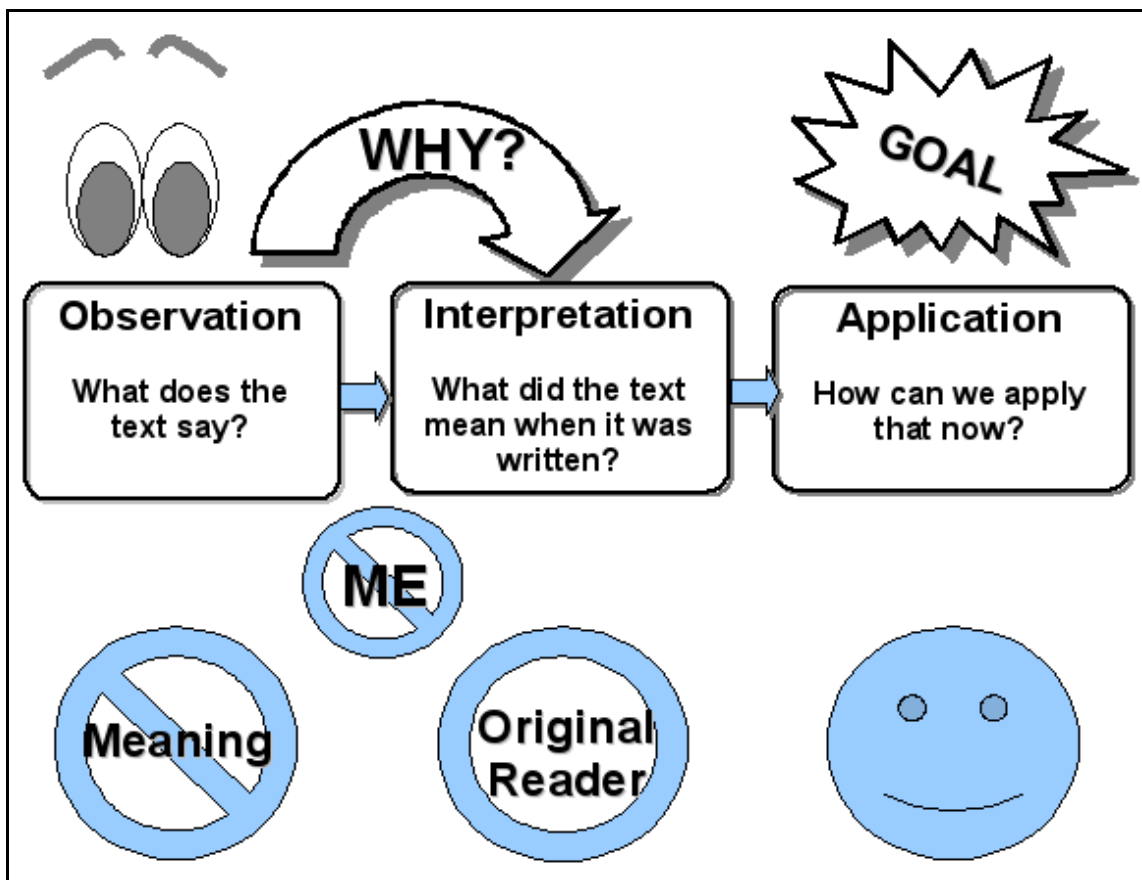 WHY?
GOAL
Observation
What does the
text say?
Interpretation
What did the text
mean when it was
written?
Application
How can we apply
that now?
ME
Meaning
Original
Reader